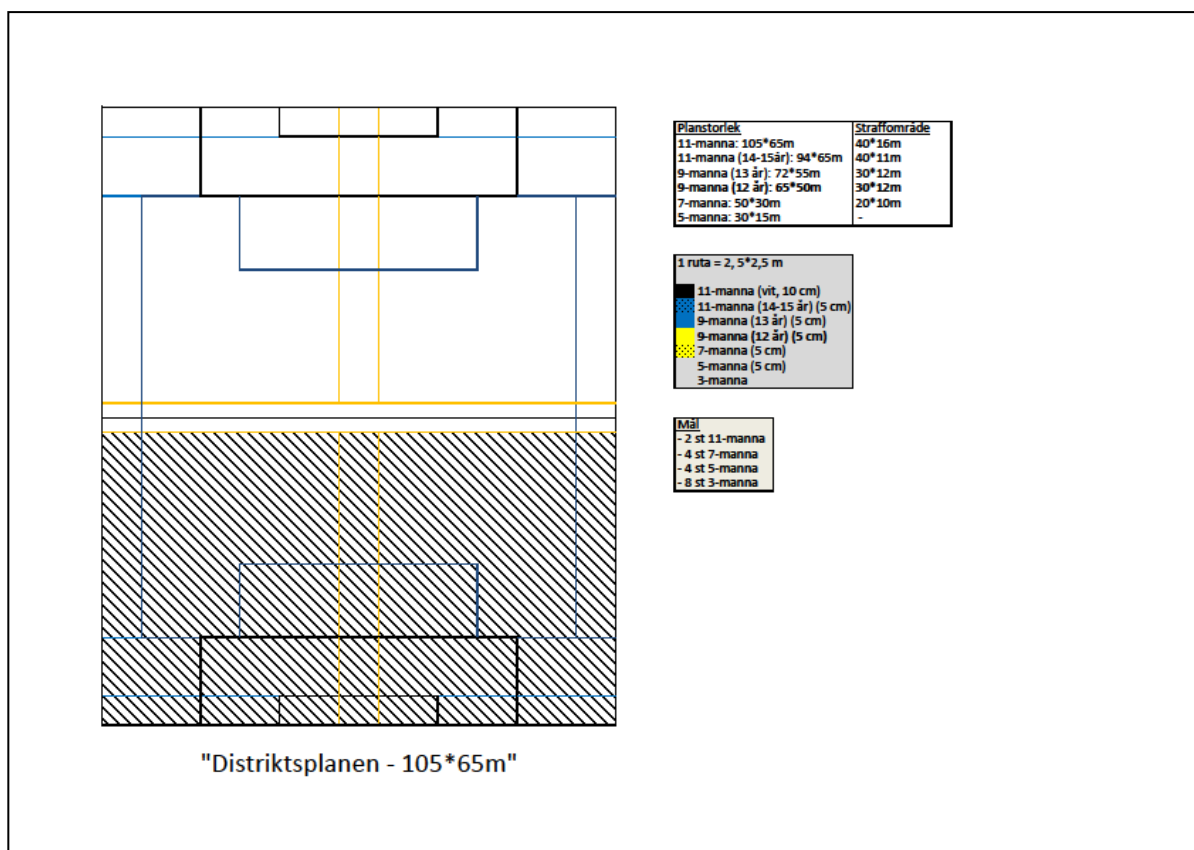 Planstorlek Straffområde
11-manna: 105*65m 40*16m
11-manna (14-15år): 94*65m 40*11m
9-manna (13 år): 72*55m 30*12m
9-manna (12 år): 65*50m 30*12m
7-manna: 50*30m 20*10m
5-manna: 30*15m -
1 ruta = 2, 5*2,5 m
11-manna (vit, 10 cm)
11-manna (14-15 år) (5 cm)
9-manna (13 år) (5 cm)
9-manna (12 år) (5 cm)
7-manna (5 cm)
5-manna (5 cm)
3-manna
Mål
- 2 st 11-manna
- 4 st 7-manna
- 4 st 5-manna
- 8 st 3-manna
"Distriktsplanen - 105*65m"